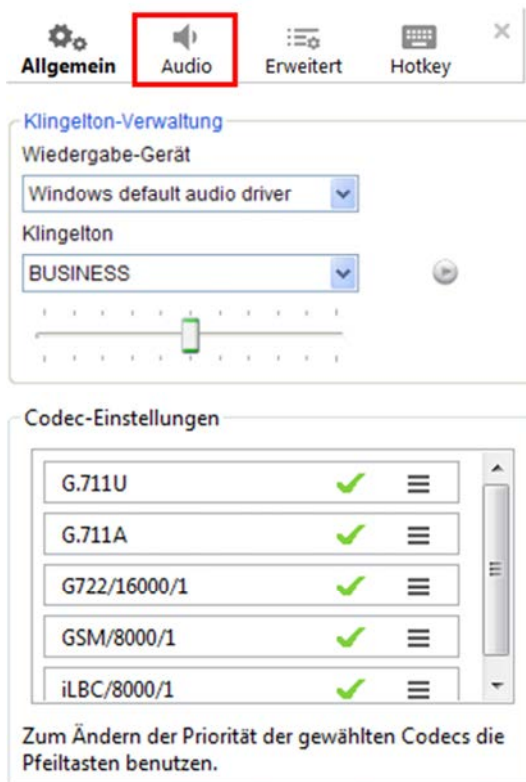 Allgemein Audio Erweitert Hotkey
Klingelton-Verwaltung
Wiedergabe-Gerät
Windows default audio driver
Klingelton
BUSINESS
Codec-Einstellungen
G.711U
G.711A
G722/16000/1
GSM/8000/1
iLBC/8000/1
Zum Ändern der Priorität der gewählten Codecs die
Pfeiltasten benutzen.